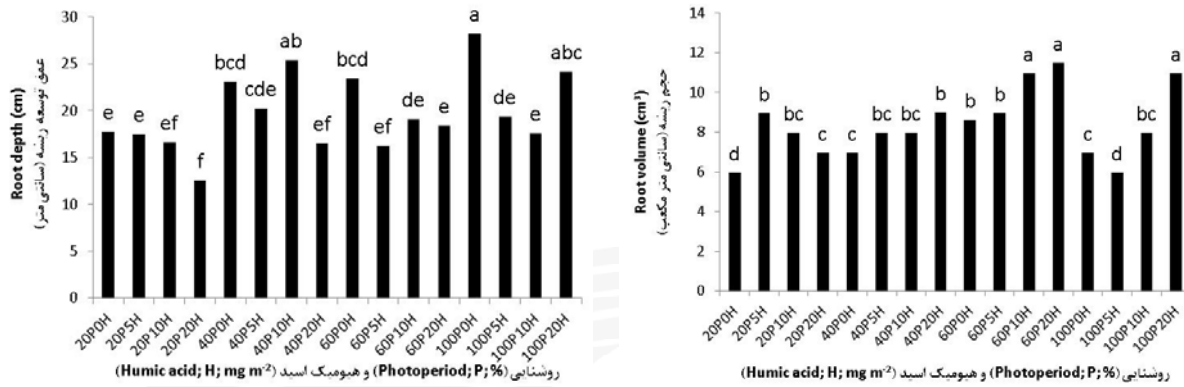 Root depth (cm)
عمق توسعه ریشه (سانتی متر)
30
25
20
15
10
5
0
e e ef f bcd cde ab ef bcd ef de e a de e abc
20P0H 20P5H 20P10H 20P20H 40P0H 40P5H 40P10H 40P20H 60P0H 60P5H 60P10H 60P20H 100P0H 100P5H 100P10H 100P20H
روشنایی (Photoperiod; P; %) و هیومیک اسید (Humic acid; H; mg m⁻²)
Root volume (cm³)
حجم ریشه (سانتی متر مکعب)
14
12
10
8
6
4
2
0
d b bc c c bc bc b b b a a c d bc a
20P0H 20P5H 20P10H 20P20H 40P0H 40P5H 40P10H 40P20H 60P0H 60P5H 60P10H 60P20H 100P0H 100P5H 100P10H 100P20H
روشنایی (Photoperiod; P; %) و هیومیک اسید (Humic acid; H; mg m⁻²)